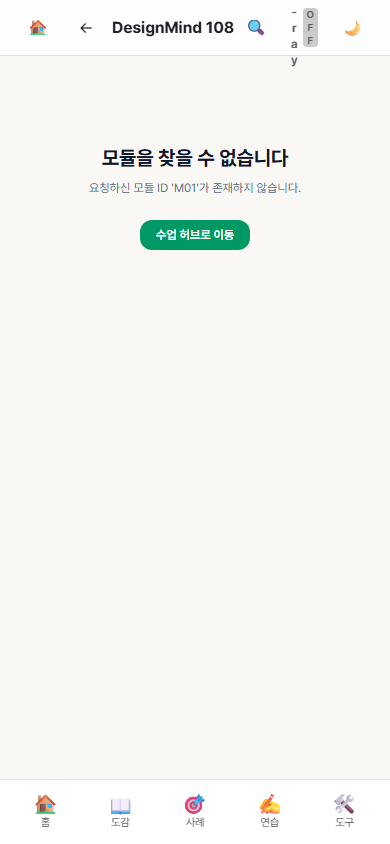 ← DesignMind 108
-ray
OFF
모듈을 찾을 수 없습니다
요청하신 모듈 ID 'M01'가 존재하지 않습니다.
수업 허브로 이동
홈
도감
사례
연습
도구